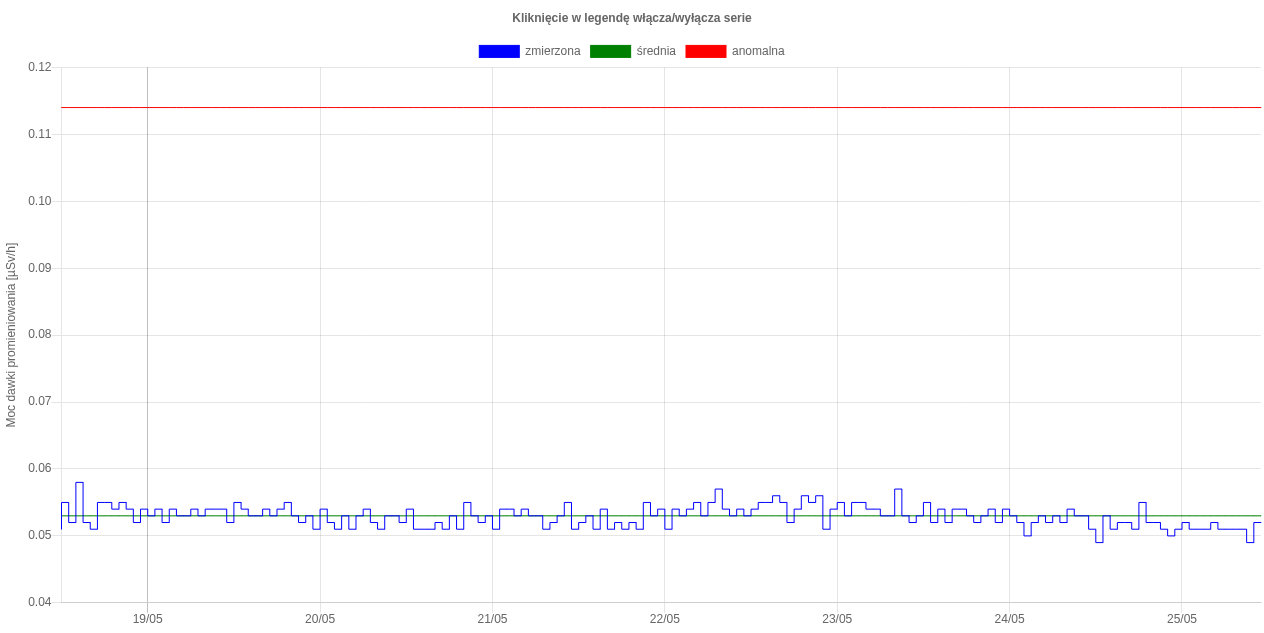 Kliknięcie w legendę włącza/wyłącza serie
zmierzona średnia anomalna
Moc dawki promieniowania [µSv/h]
0.12
0.11
0.10
0.09
0.08
0.07
0.06
0.05
0.04
19/05 20/05 21/05 22/05 23/05 24/05 25/05